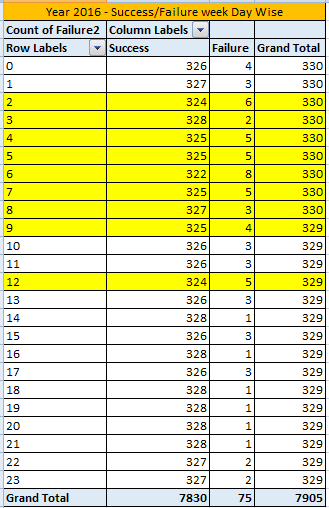 Year 2016 - Success/Failure week Day Wise
Count of Failure2 Column Labels
Row Labels Success Failure Grand Total
0 326 4 330
1 327 3 330
2 324 6 330
3 328 2 330
4 325 5 330
5 325 5 330
6 322 8 330
7 325 5 330
8 327 3 330
9 325 4 329
10 326 3 329
11 326 3 329
12 324 5 329
13 326 3 329
14 328 1 329
15 326 3 329
16 328 1 329
17 326 3 329
18 328 1 329
19 328 1 329
20 328 1 329
21 328 1 329
22 327 2 329
23 327 2 329
Grand Total 7830 75 7905